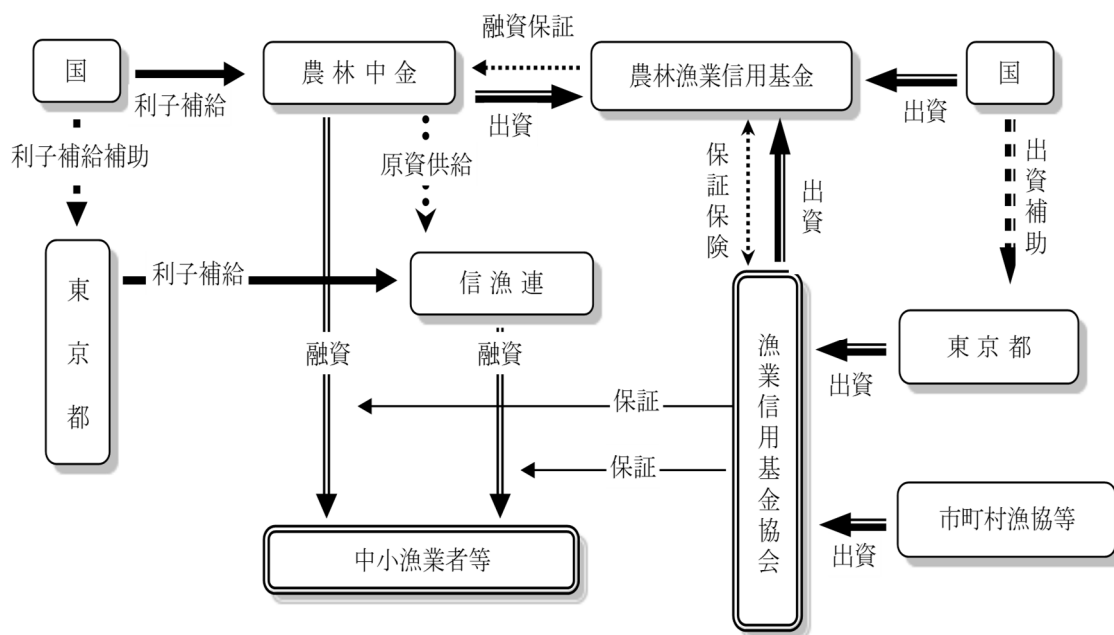 国
利子補給
農林中金
融資保証
農林漁業信用基金
出資
国
出資
利子補給補助
原資供給
保証保険
出資
出資補助
東京都
利子補給
信漁連
融資
融資
漁業信用基金協会
東京都
出資
保証
保証
市町村漁協等
出資
中小漁業者等